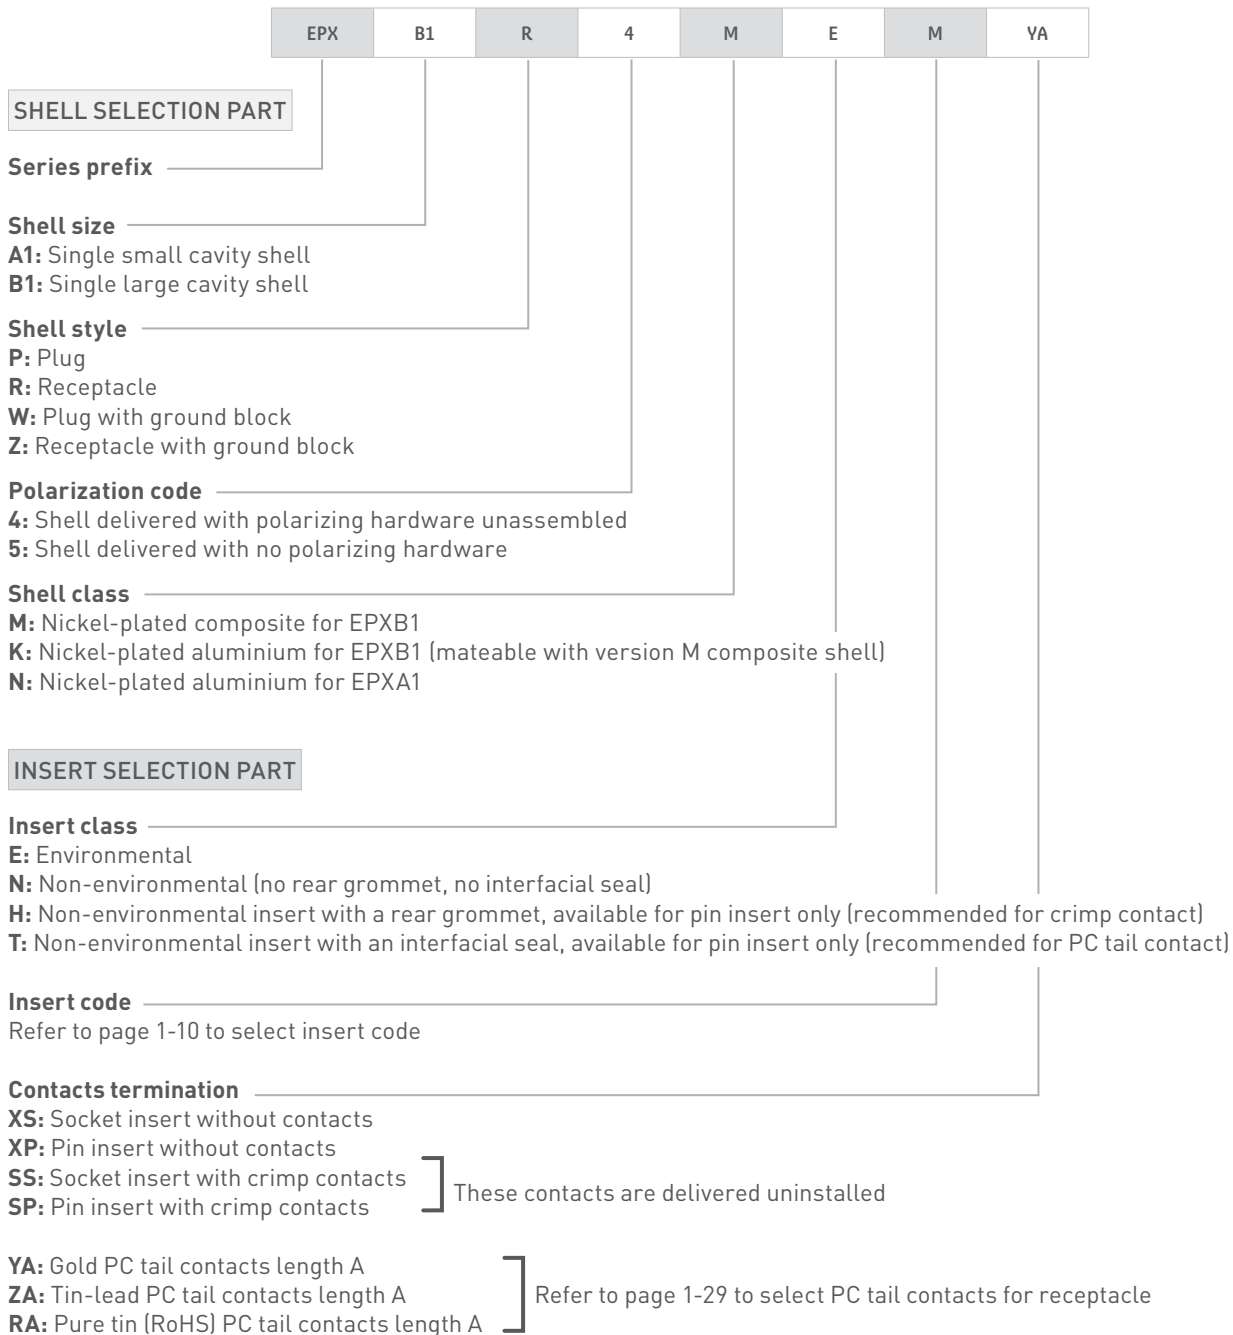 EPX B1 R 4 M E M YA
SHELL SELECTION PART
Series prefix
Shell size
A1: Single small cavity shell
B1: Single large cavity shell
Shell style
P: Plug
R: Receptacle
W: Plug with ground block
Z: Receptacle with ground block
Polarization code
4: Shell delivered with polarizing hardware unassembled
5: Shell delivered with no polarizing hardware
Shell class
M: Nickel-plated composite for EPXB1
K: Nickel-plated aluminium for EPXB1 (mateable with version M composite shell)
N: Nickel-plated aluminium for EPXA1
INSERT SELECTION PART
Insert class
E: Environmental
N: Non-environmental (no rear grommet, no interfacial seal)
H: Non-environmental insert with a rear grommet, available for pin insert only (recommended for crimp contact)
T: Non-environmental insert with an interfacial seal, available for pin insert only (recommended for PC tail contact)
Insert code
Refer to page 1-10 to select insert code
Contacts termination
XS: Socket insert without contacts
XP: Pin insert without contacts
SS: Socket insert with crimp contacts
SP: Pin insert with crimp contacts
These contacts are delivered uninstalled
YA: Gold PC tail contacts length A
ZA: Tin-lead PC tail contacts length A
RA: Pure tin (RoHS) PC tail contacts length A
Refer to page 1-29 to select PC tail contacts for receptacle